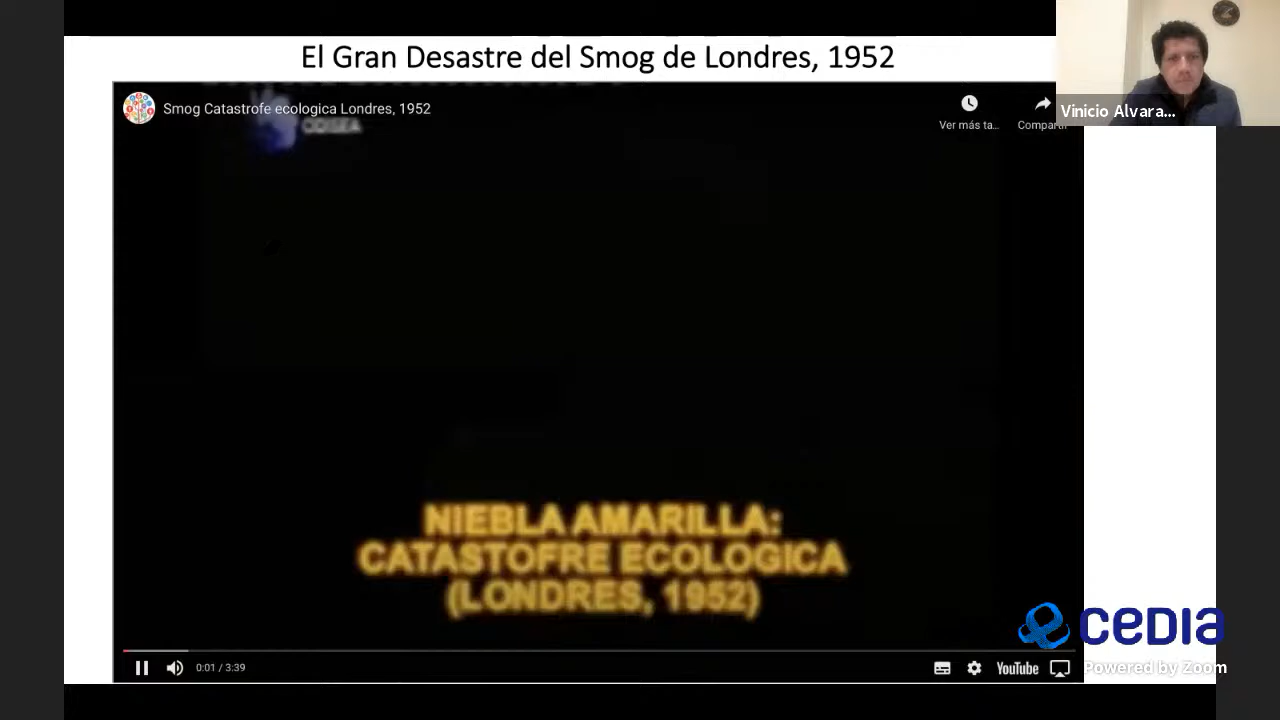 El Gran Desastre del Smog de Londres, 1952
Smog Catastrofe ecologica Londres, 1952
Ver más ta...
Compartir
Vinicio Alvara...
ODISEA
NIEBLA AMARILLA:
CATASTOFRE ECOLOGICA
(LONDRES, 1952)
0:01 / 3:39
YouTube
cedia
Powered by Zoom